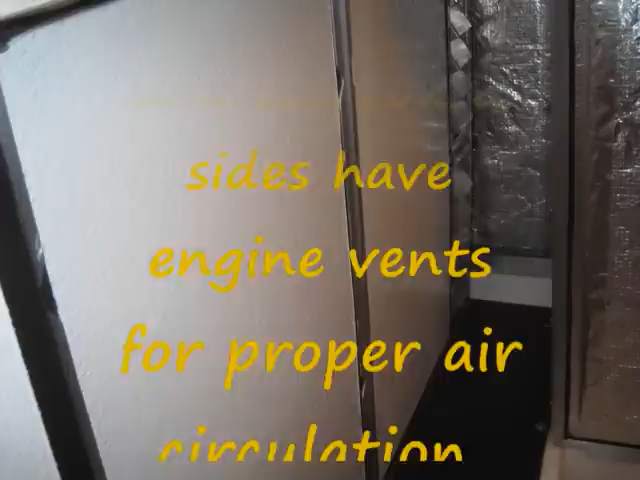 sides have
engine vents
for proper air
circulation